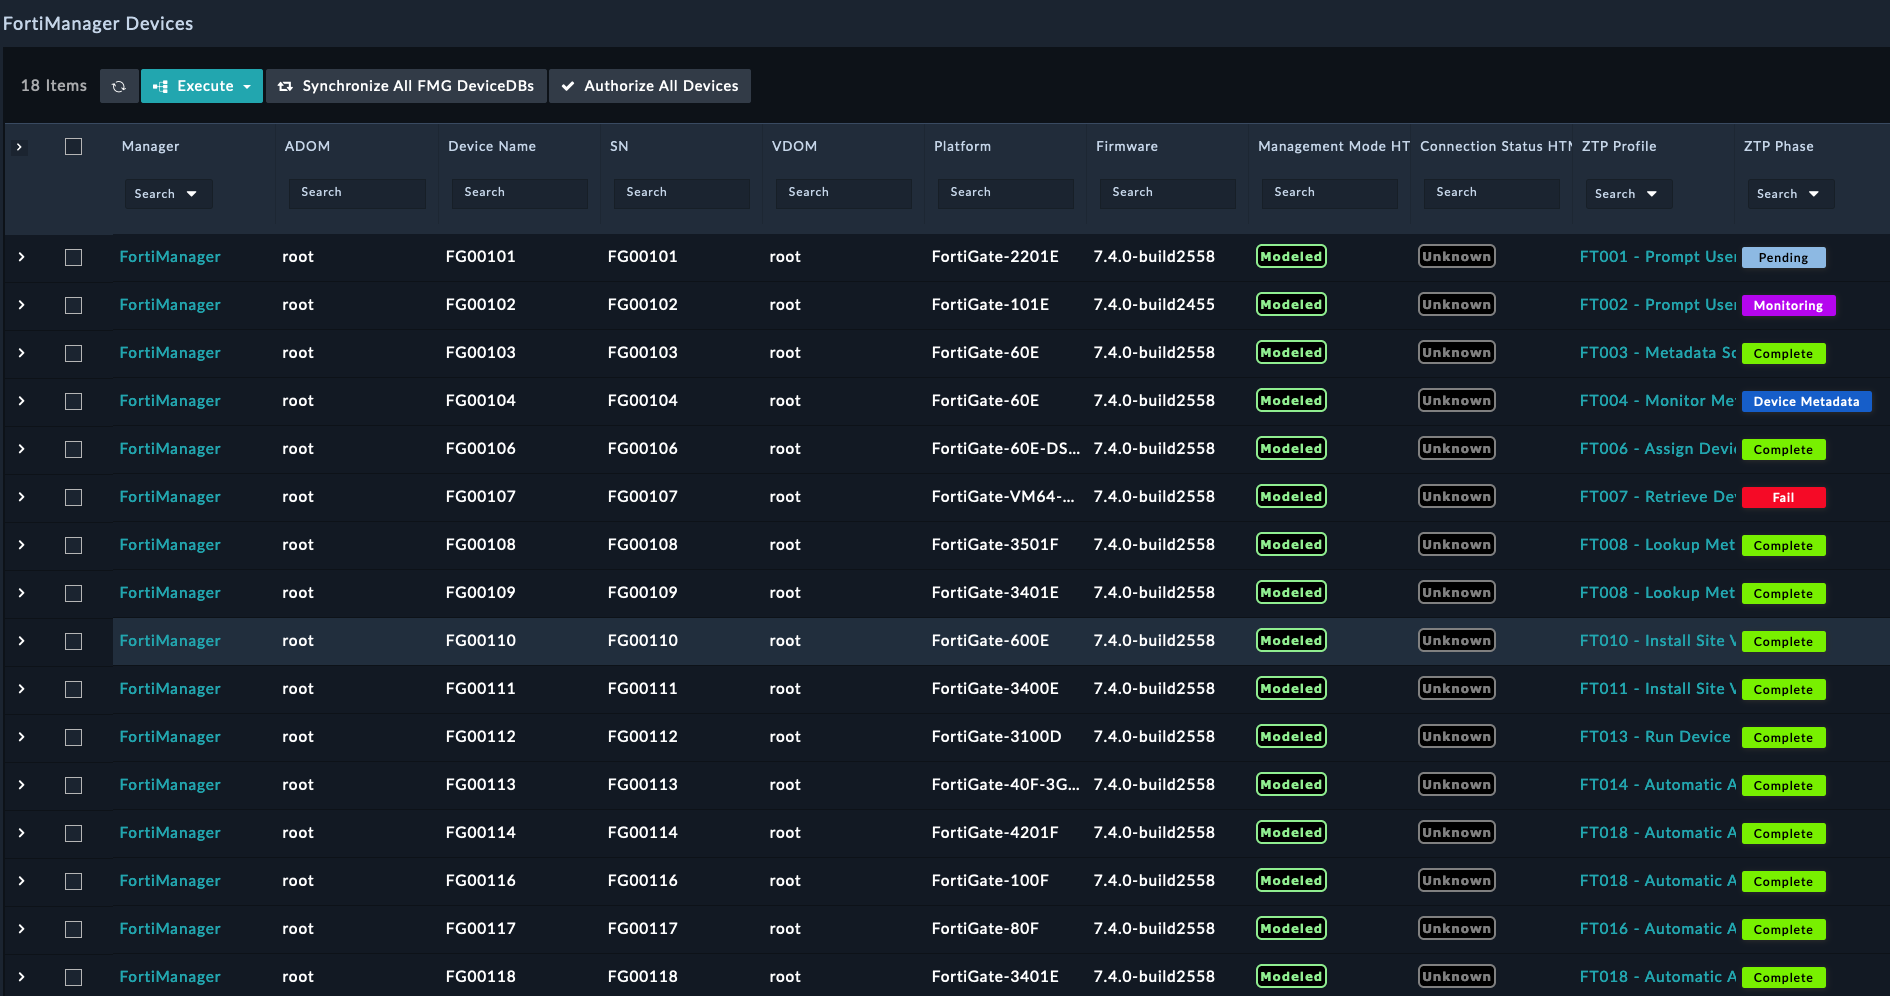 FortiManager Devices
18 Items Execute Synchronize All FMG DeviceDBs Authorize All Devices
Manager ADOM Device Name SN VDOM Platform Firmware Management Mode HT Connection Status HTM ZTP Profile ZTP Phase
Search Search Search Search Search Search Search Search Search Search Search
FortiManager root FG00101 FG00101 root FortiGate-2201E 7.4.0-build2558 Modeled Unknown FT001 - Prompt User Pending
FortiManager root FG00102 FG00102 root FortiGate-101E 7.4.0-build2455 Modeled Unknown FT002 - Prompt User Monitoring
FortiManager root FG00103 FG00103 root FortiGate-60E 7.4.0-build2558 Modeled Unknown FT003 - Metadata Sc Complete
FortiManager root FG00104 FG00104 root FortiGate-60E 7.4.0-build2558 Modeled Unknown FT004 - Monitor Me Device Metadata
FortiManager root FG00106 FG00106 root FortiGate-60E-DS... 7.4.0-build2558 Modeled Unknown FT006 - Assign Devi Complete
FortiManager root FG00107 FG00107 root FortiGate-VM64-... 7.4.0-build2558 Modeled Unknown FT007 - Retrieve De Fail
FortiManager root FG00108 FG00108 root FortiGate-3501F 7.4.0-build2558 Modeled Unknown FT008 - Lookup Met Complete
FortiManager root FG00109 FG00109 root FortiGate-3401E 7.4.0-build2558 Modeled Unknown FT008 - Lookup Met Complete
FortiManager root FG00110 FG00110 root FortiGate-600E 7.4.0-build2558 Modeled Unknown FT010 - Install Site V Complete
FortiManager root FG00111 FG00111 root FortiGate-3400E 7.4.0-build2558 Modeled Unknown FT011 - Install Site V Complete
FortiManager root FG00112 FG00112 root FortiGate-3100D 7.4.0-build2558 Modeled Unknown FT013 - Run Device Complete
FortiManager root FG00113 FG00113 root FortiGate-40F-3G... 7.4.0-build2558 Modeled Unknown FT014 - Automatic A Complete
FortiManager root FG00114 FG00114 root FortiGate-4201F 7.4.0-build2558 Modeled Unknown FT018 - Automatic A Complete
FortiManager root FG00116 FG00116 root FortiGate-100F 7.4.0-build2558 Modeled Unknown FT018 - Automatic A Complete
FortiManager root FG00117 FG00117 root FortiGate-80F 7.4.0-build2558 Modeled Unknown FT016 - Automatic A Complete
FortiManager root FG00118 FG00118 root FortiGate-3401E 7.4.0-build2558 Modeled Unknown FT018 - Automatic A Complete